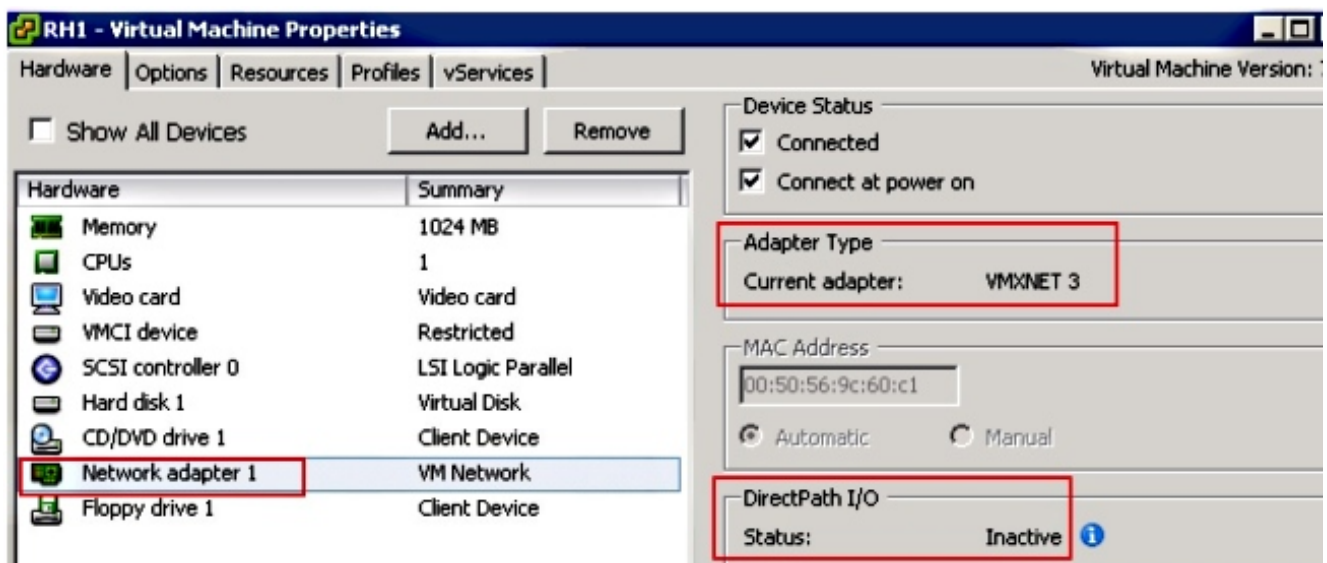 RH1 - Virtual Machine Properties
Hardware Options Resources Profiles vServices Virtual Machine Version:
Show All Devices Add... Remove
Hardware Summary
Memory 1024 MB
CPUs 1
Video card Video card
VMCI device Restricted
SCSI controller 0 LSI Logic Parallel
Hard disk 1 Virtual Disk
CD/DVD drive 1 Client Device
Network adapter 1 VM Network
Floppy drive 1 Client Device
Device Status
Connected
Connect at power on
Adapter Type
Current adapter: VMXNET 3
MAC Address
00:50:56:9c:60:c1
Automatic Manual
DirectPath I/O
Status: Inactive